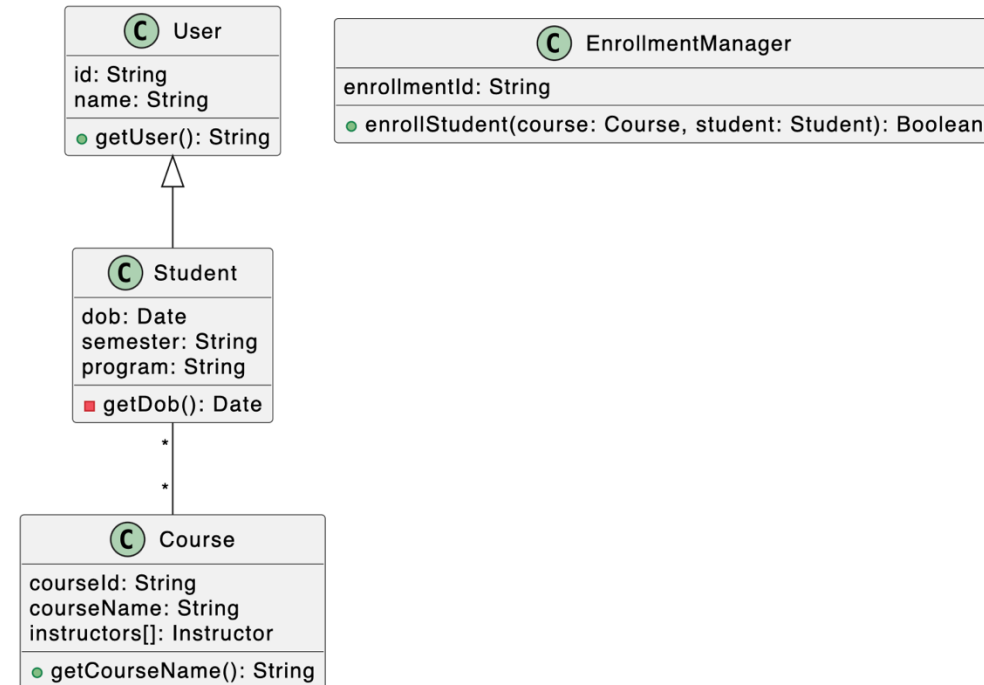 C User
id: String
name: String
getUser(): String
C EnrollmentManager
enrollmentId: String
enrollStudent(course: Course, student: Student): Boolean
C Student
dob: Date
semester: String
program: String
getDob(): Date
*
*
C Course
courseId: String
courseName: String
instructors[]: Instructor
getCourseName(): String